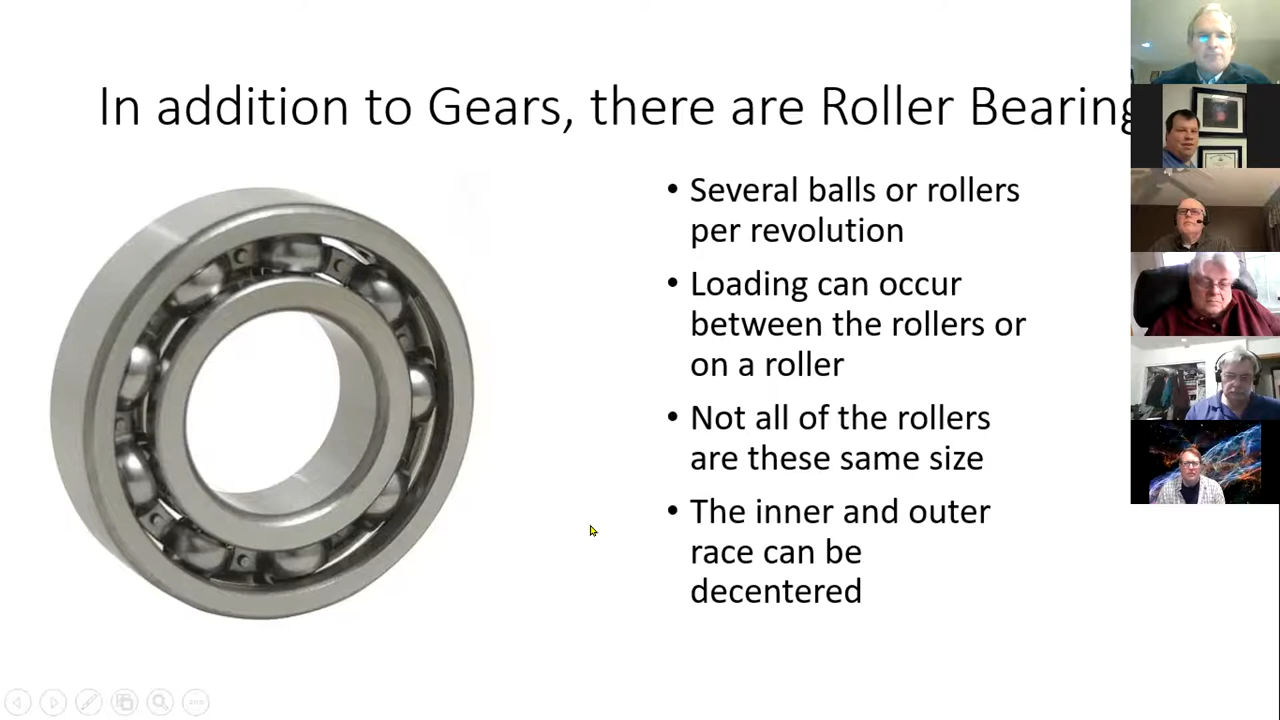 In addition to Gears, there are Roller Bearing
• Several balls or rollers
per revolution
• Loading can occur
between the rollers or
on a roller
• Not all of the rollers
are these same size
• The inner and outer
race can be
decentered